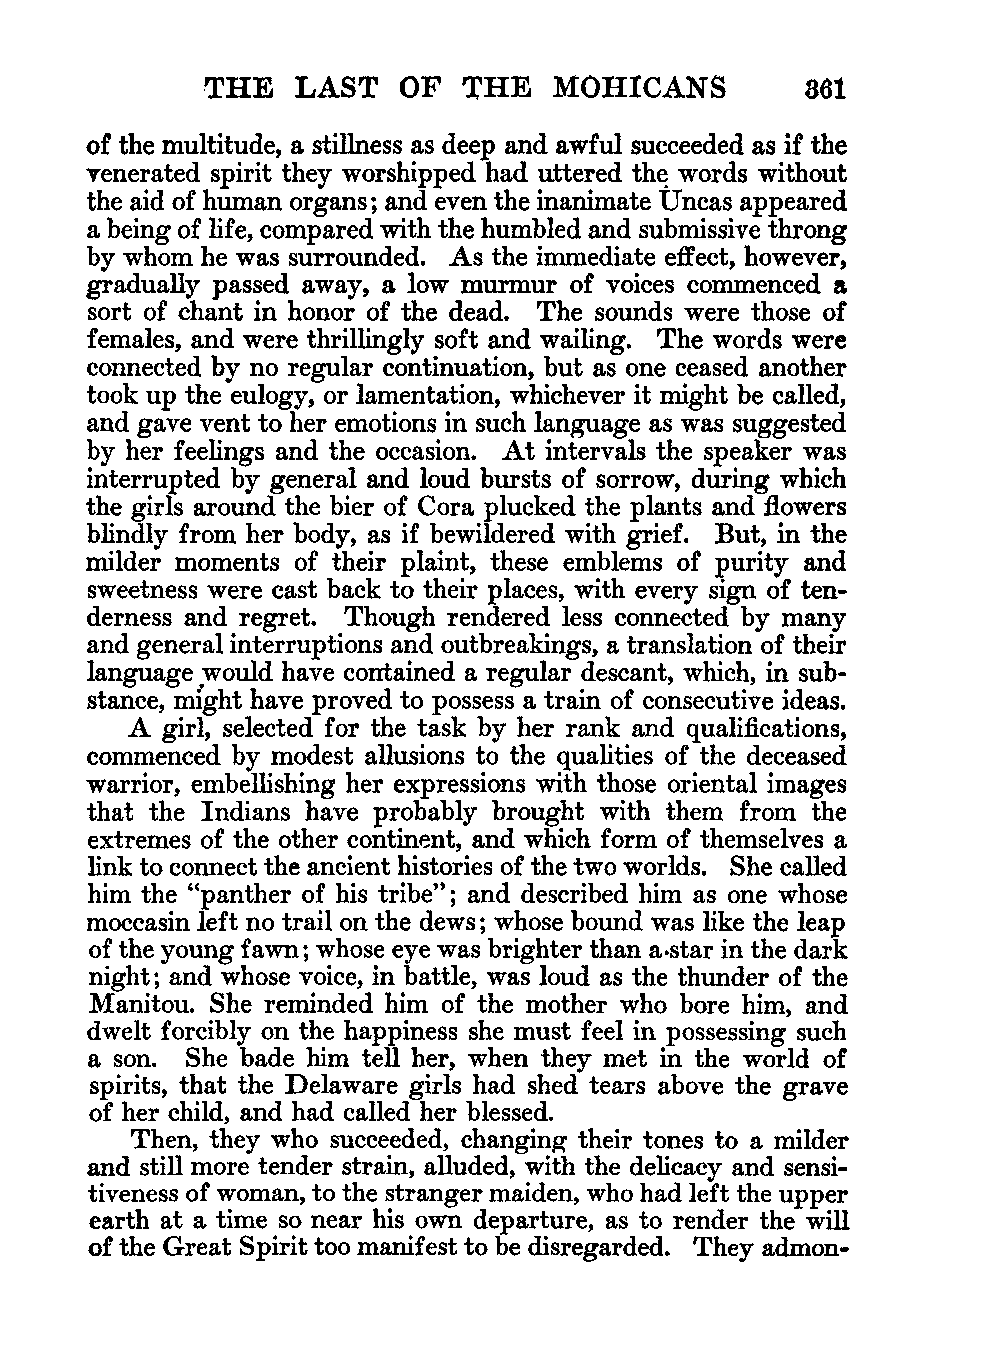 THE LAST OF THE MOHICANS 361
of the multitude, a stillness as deep and awful succeeded as if the
venerated spirit they worshipped had uttered the words without
the aid of human organs; and even the inanimate Uncas appeared
a being of life, compared with the humbled and submissive throng
by whom he was surrounded. As the immediate effect, however,
gradually passed away, a low murmur of voices commenced a
sort of chant in honor of the dead. The sounds were those of
females, and were thrillingly soft and wailing. The words were
connected by no regular continuation, but as one ceased another
took up the eulogy, or lamentation, whichever it might be called,
and gave vent to her emotions in such language as was suggested
by her feelings and the occasion. At intervals the speaker was
interrupted by general and loud bursts of sorrow, during which
the girls around the bier of Cora plucked the plants and flowers
blindly from her body, as if bewildered with grief. But, in the
milder moments of their plaint, these emblems of purity and
sweetness were cast back to their places, with every sign of ten-
derness and regret. Though rendered less connected by many
and general interruptions and outbreakings, a translation of their
language would have contained a regular descant, which, in sub-
stance, might have proved to possess a train of consecutive ideas.
A girl, selected for the task by her rank and qualifications,
commenced by modest allusions to the qualities of the deceased
warrior, embellishing her expressions with those oriental images
that the Indians have probably brought with them from the
extremes of the other continent, and which form of themselves a
link to connect the ancient histories of the two worlds. She called
him the “panther of his tribe”; and described him as one whose
moccasin left no trail on the dews; whose bound was like the leap
of the young fawn; whose eye was brighter than a star in the dark
night; and whose voice, in battle, was loud as the thunder of the
Manitou. She reminded him of the mother who bore him, and
dwelt forcibly on the happiness she must feel in possessing such
a son. She bade him tell her, when they met in the world of
spirits, that the Delaware girls had shed tears above the grave
of her child, and had called her blessed.
Then, they who succeeded, changing their tones to a milder
and still more tender strain, alluded, with the delicacy and sensi-
tiveness of woman, to the stranger maiden, who had left the upper
earth at a time so near his own departure, as to render the will
of the Great Spirit too manifest to be disregarded. They admon-